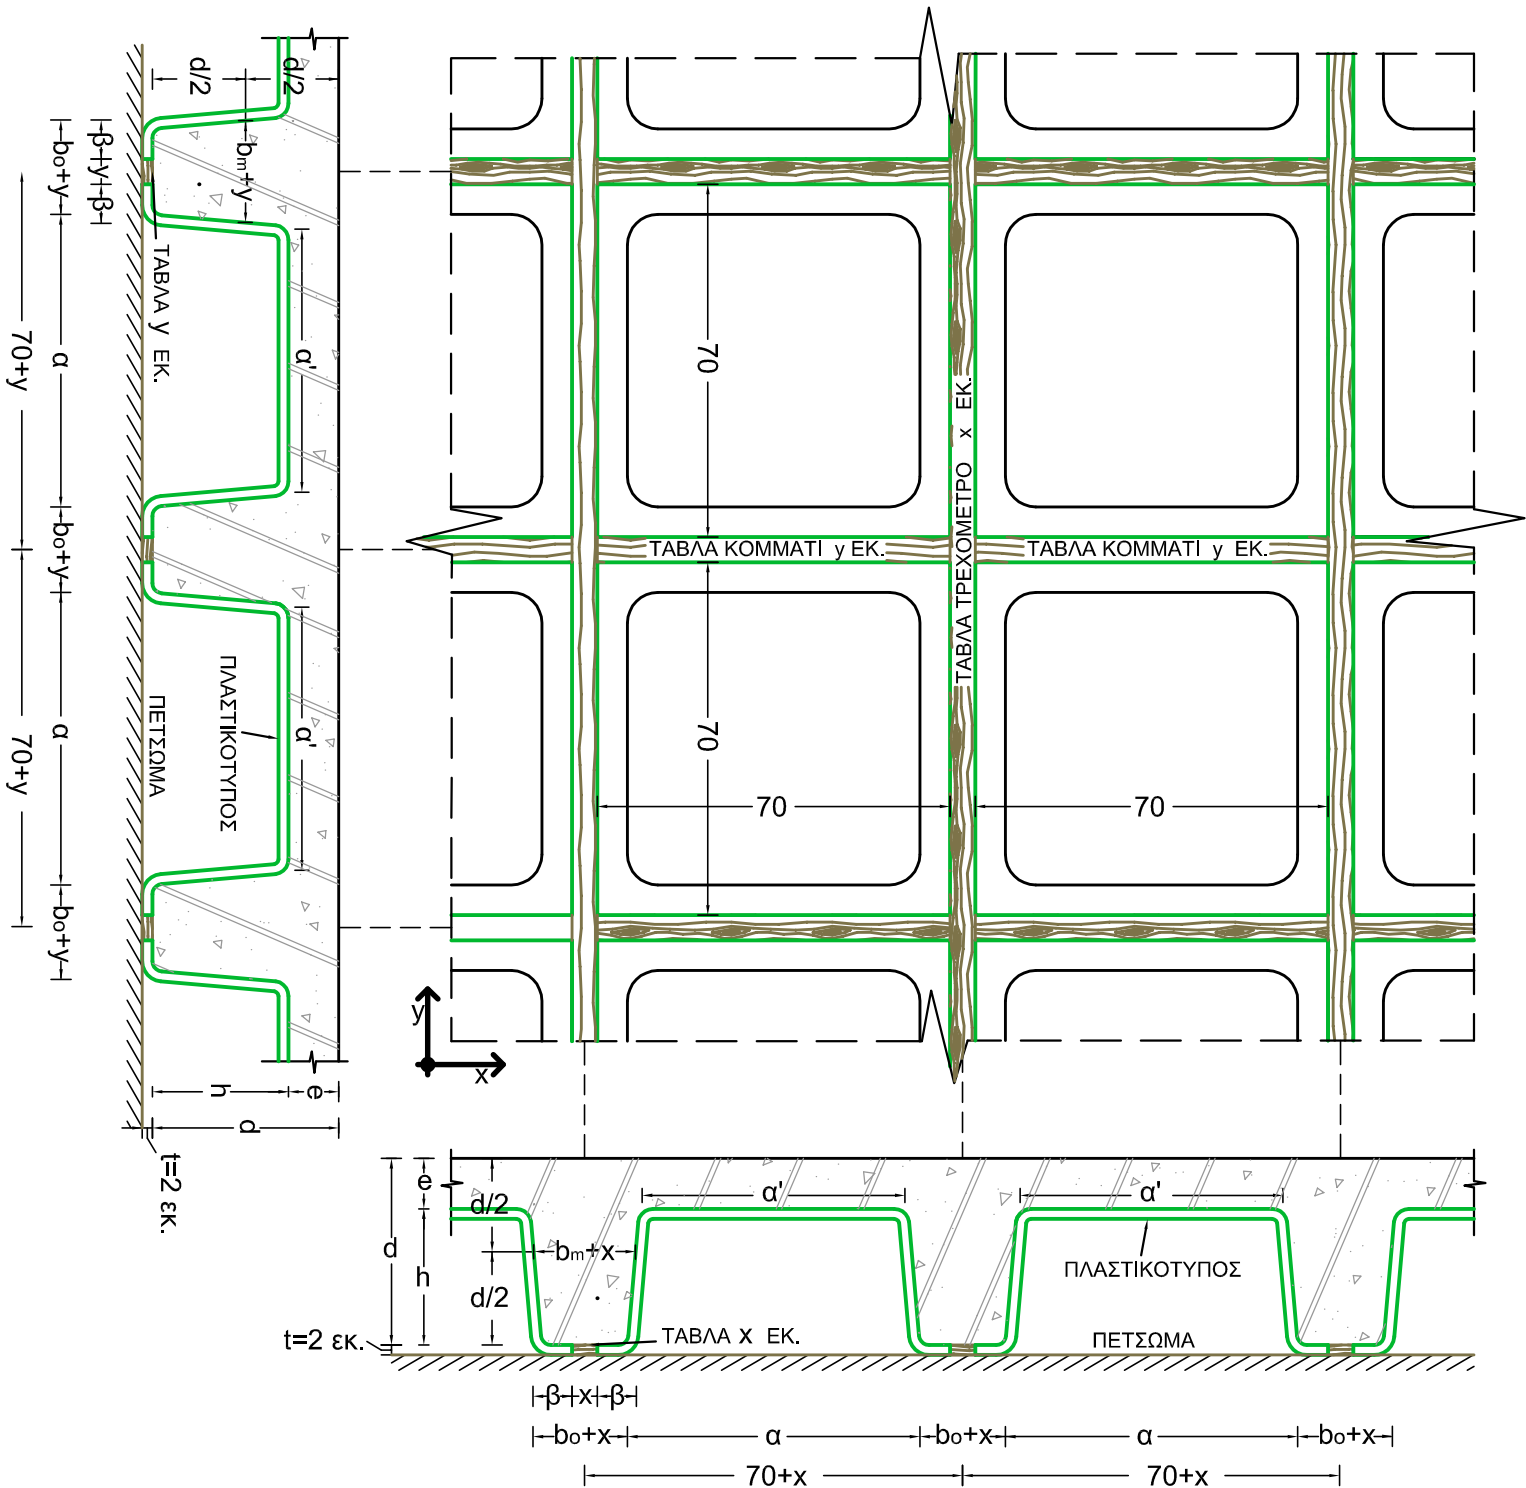 d/2
d/2
β
y
β
bₒ+y
bₘ+y
ΤΑΒΛΑ y ΕΚ.
α
α'
70+y
bₒ+y
ΠΛΑΣΤΙΚΟΤΥΠΟΣ
ΠΕΤΣΩΜΑ
α
α'
70+y
bₒ+y
h
e
d
t=2 εκ.
70
ΤΑΒΛΑ ΚΟΜΜΑΤΙ y ΕΚ.
ΤΑΒΛΑ ΚΟΜΜΑΤΙ y ΕΚ.
ΤΑΒΛΑ ΤΡΕΧΟΜΕΤΡΟ x ΕΚ.
70
70
70
y
x
e
d/2
α'
α'
d
bₘ+x
h
d/2
ΠΛΑΣΤΙΚΟΤΥΠΟΣ
t=2 εκ.
ΤΑΒΛΑ x ΕΚ.
ΠΕΤΣΩΜΑ
β
x
β
bₒ+x
α
bₒ+x
α
bₒ+x
70+x
70+x